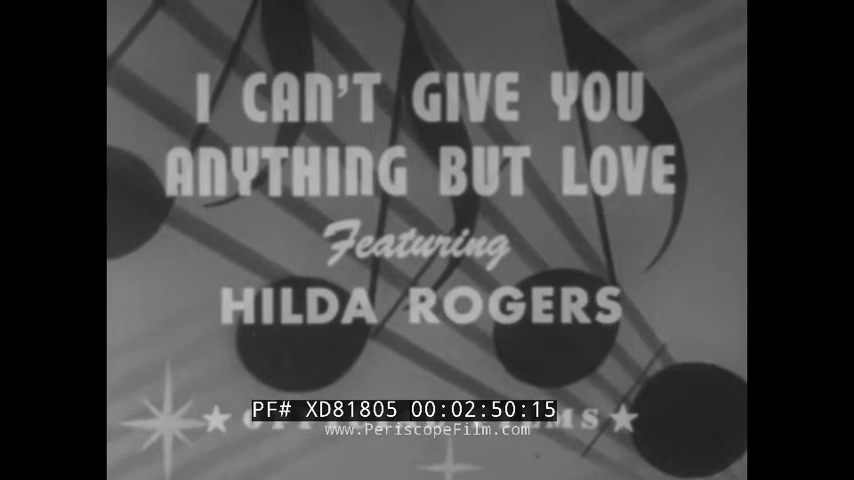 I CAN'T GIVE YOU
ANYTHING BUT LOVE
Featuring
HILDA ROGERS
PF# XD81805 00:02:50:15
www.PeriscopeFilm.com